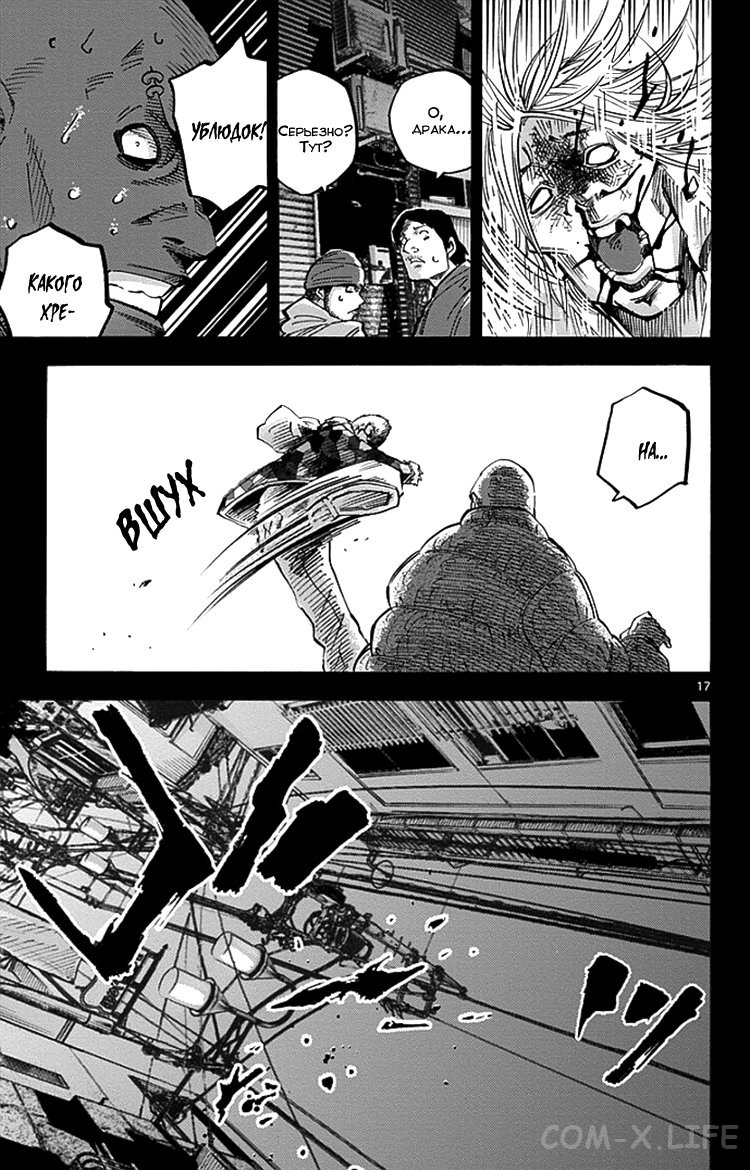 О,
ДРАКА...
СЕРЬЕЗНО?
ТУТ?
УБЛЮДОК!
КАКОГО
ХРЕ-
НА...
ВШУХ
17
COM-X.LIFE